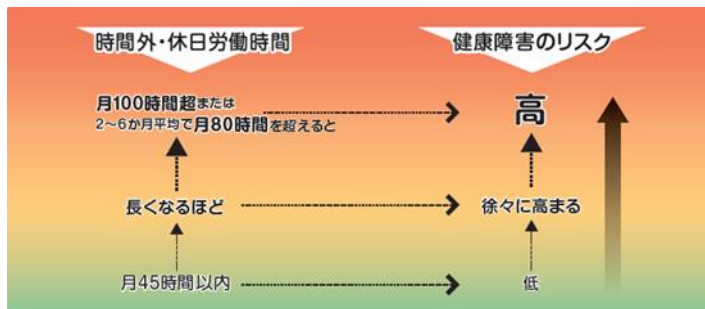 時間外・休日労働時間
健康障害のリスク
月100時間超または
2〜6か月平均で月80時間を超えると
高
長くなるほど
徐々に高まる
月45時間以内
低